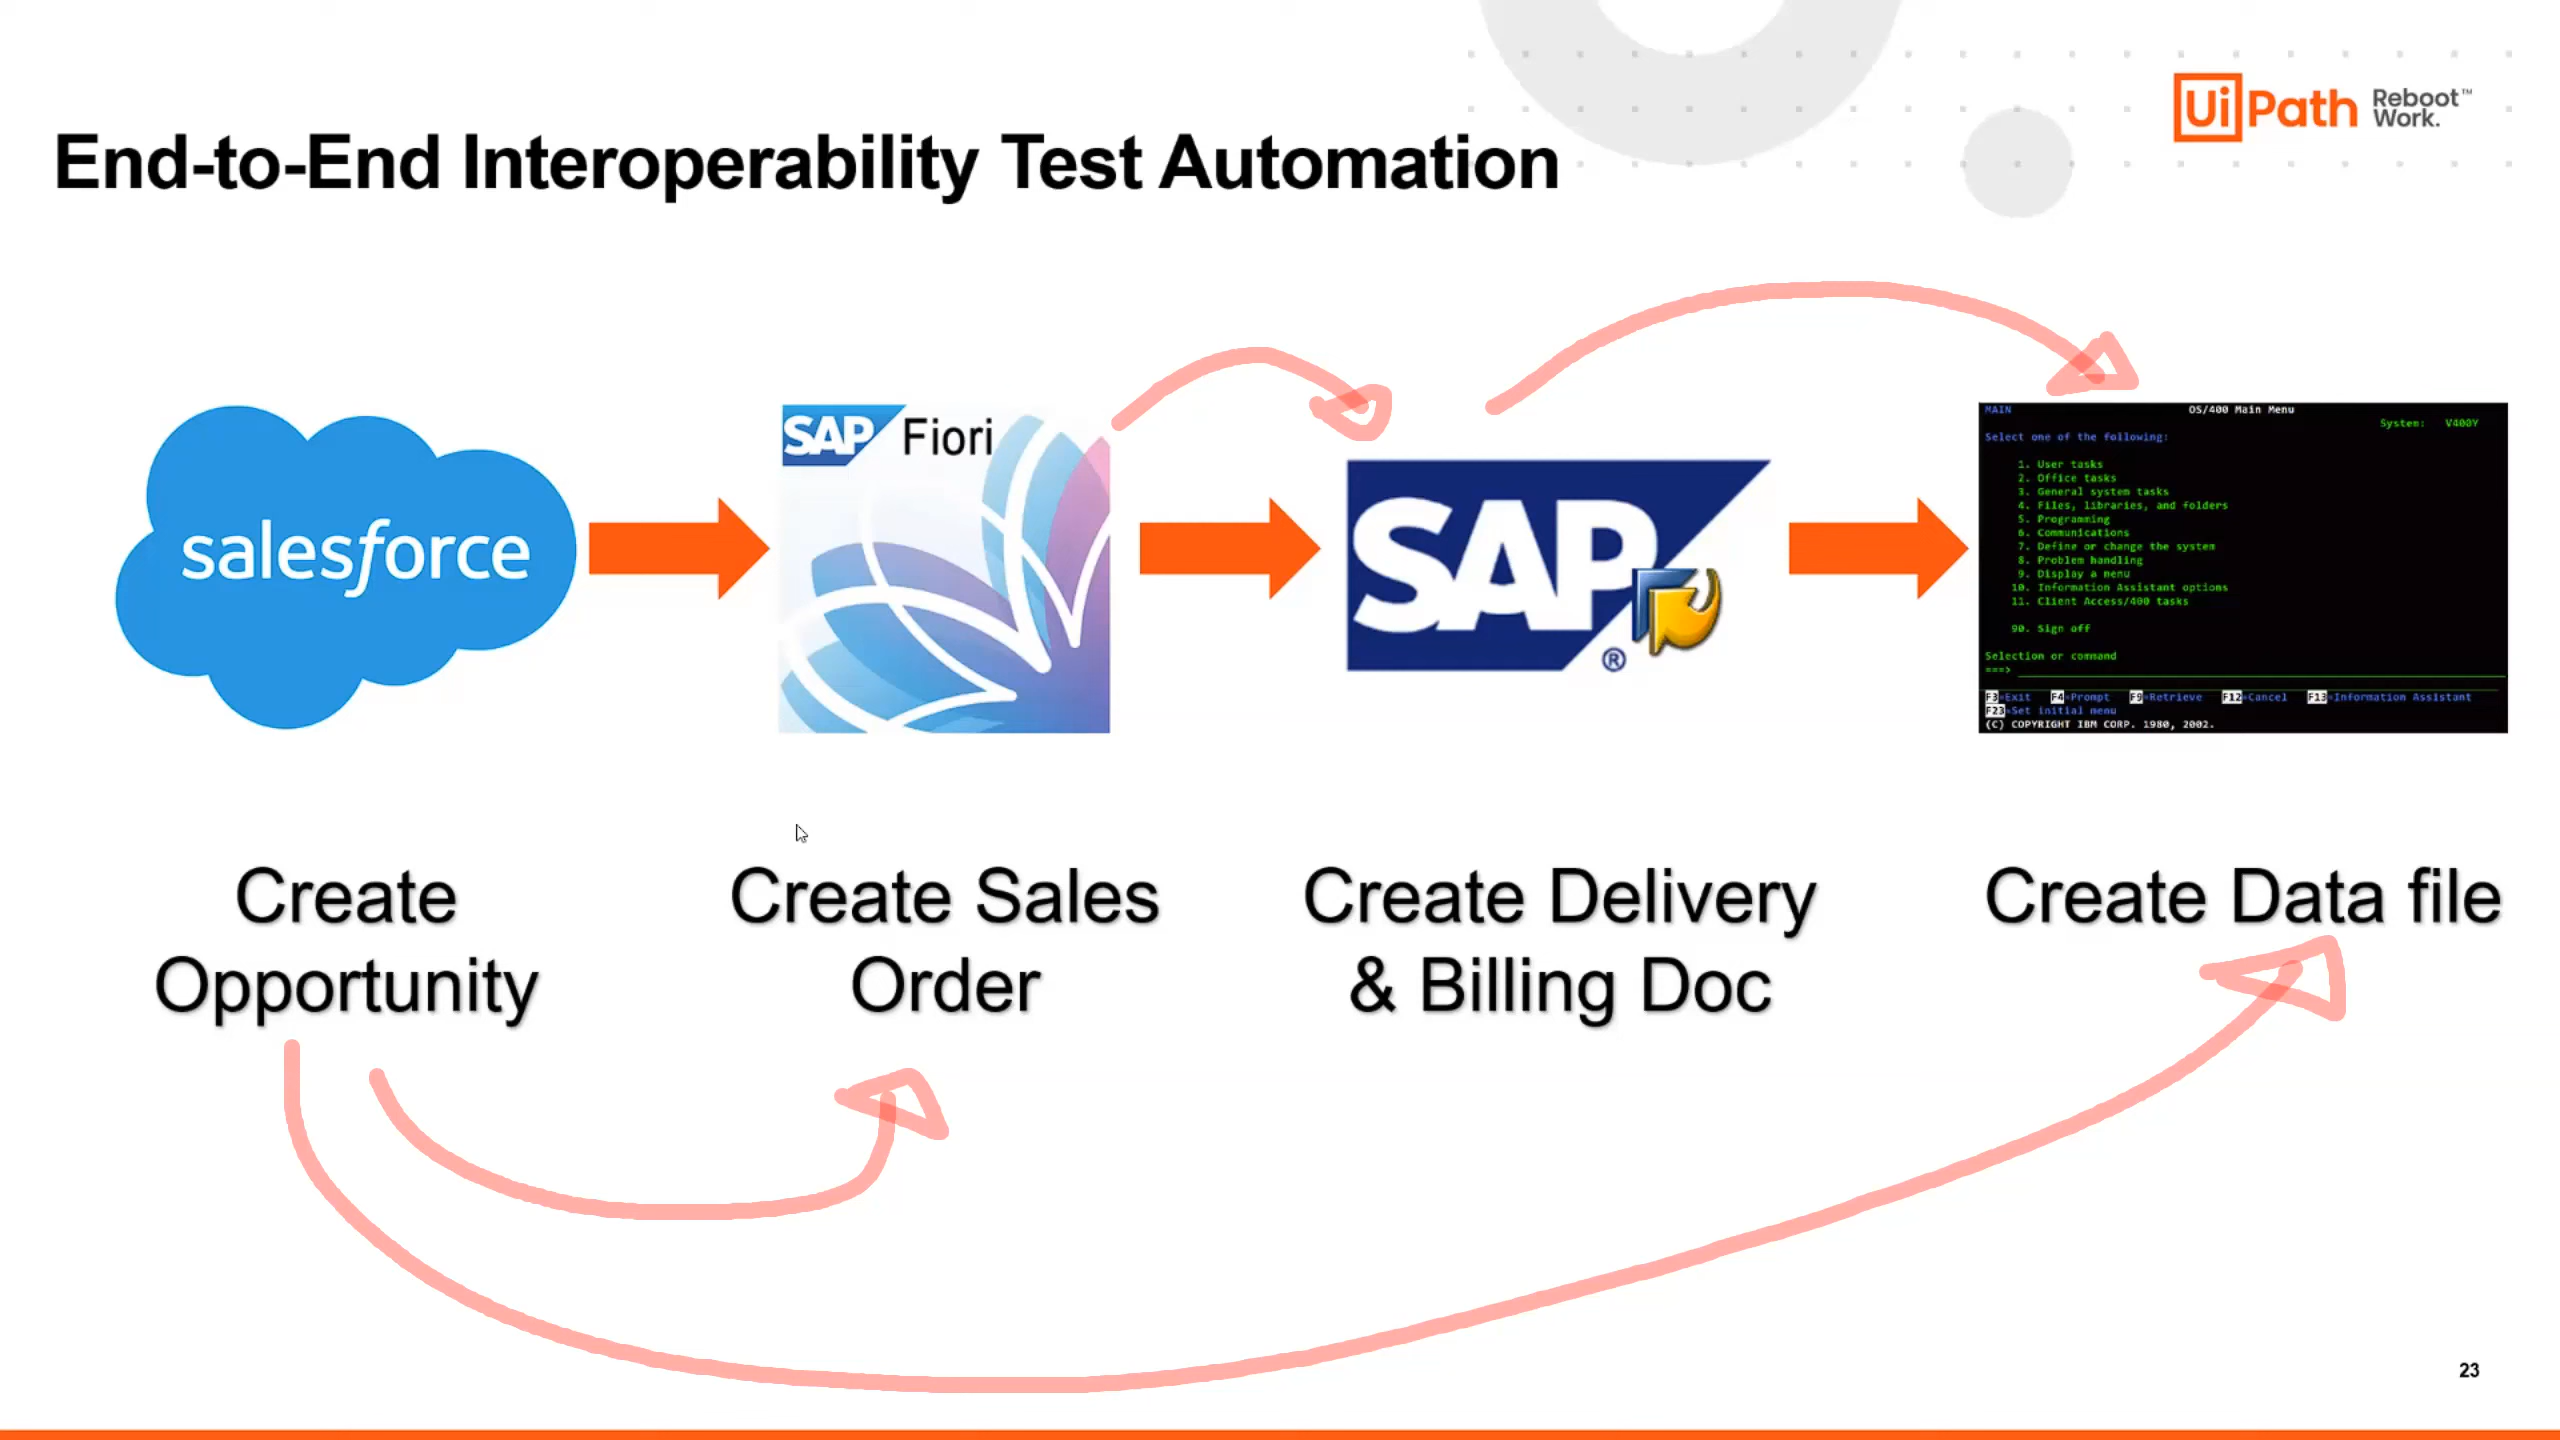 UiPath Reboot™
Work.
End-to-End Interoperability Test Automation
salesforce
SAP Fiori
SAP
®
MAIN OS/400 Main Menu
System: V400Y
Select one of the following:
1. User tasks
2. Office tasks
3. General system tasks
4. Files, libraries, and folders
5. Programming
6. Communications
7. Define or change the system
8. Problem handling
9. Display a menu
10. Information Assistant options
11. Client Access/400 tasks
90. Sign off
Selection or command
===>
F3=Exit F4=Prompt F9=Retrieve F12=Cancel F13=Information Assistant
F23=Set initial menu
(C) COPYRIGHT IBM CORP. 1980, 2002.
Create
Opportunity
Create Sales
Order
Create Delivery
& Billing Doc
Create Data file
23